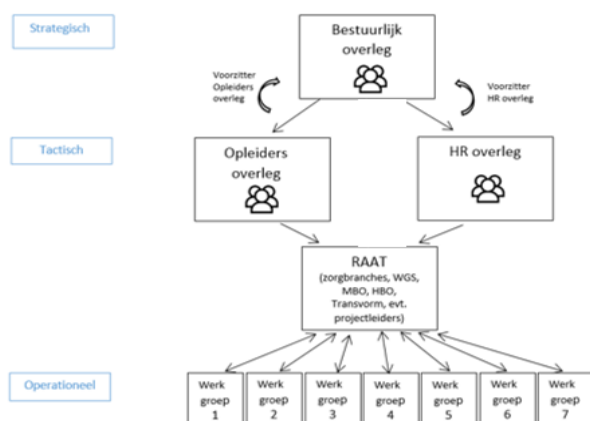 Strategisch
Bestuurlijk
overleg
Voorzitter
Opleiders
overleg
Voorzitter
HR overleg
Tactisch
Opleiders
overleg
HR overleg
RAAT
(zorgbranches, WGS,
MBO, HBO,
Transvorm, evt.
projectleiders)
Operationeel
Werk
groep
1
Werk
groep
2
Werk
groep
3
Werk
groep
4
Werk
groep
5
Werk
groep
6
Werk
groep
7